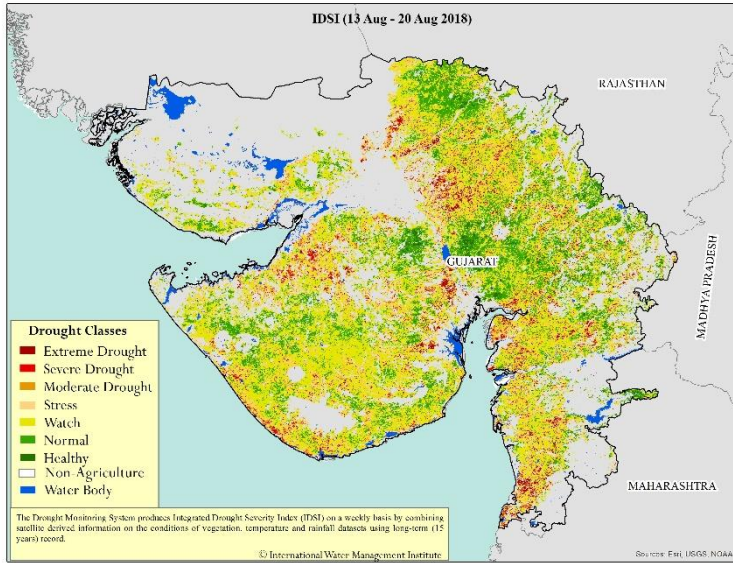 IDSI (13 Aug - 20 Aug 2018)
RAJASTHAN
GUJARAT
MADHYA PRADESH
MAHARASHTRA
Drought Classes
Extreme Drought
Severe Drought
Moderate Drought
Stress
Watch
Normal
Healthy
Non-Agriculture
Water Body
The Drought Monitoring System produces Integrated Drought Severity Index (IDSI) on a weekly basis by combining
satellite derived information on the conditions of vegetation, temperature and rainfall datasets using long-term (15
years) record.
© International Water Management Institute
Sources: Esri, USGS, NOAA